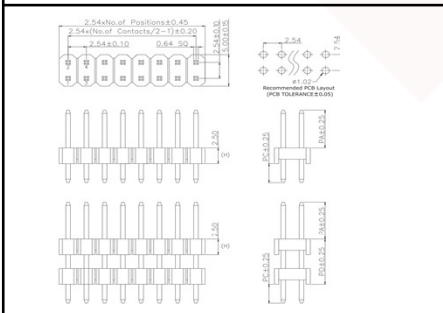 2.54xNo.of Positions±0.45
2.54x(No.of Contacts/2-1)±0.20
2.54±0.10
0.64 SQ
2.54±0.10
5.00±0.15
2.54
2.54
ø1.02
Recommended PCB Layout
(PCB TOLERANCE±0.05)
2.50
(H)
PC±0.25
PA±0.25
2.50
(H)
PC±0.25
PA±0.25
PD±0.25